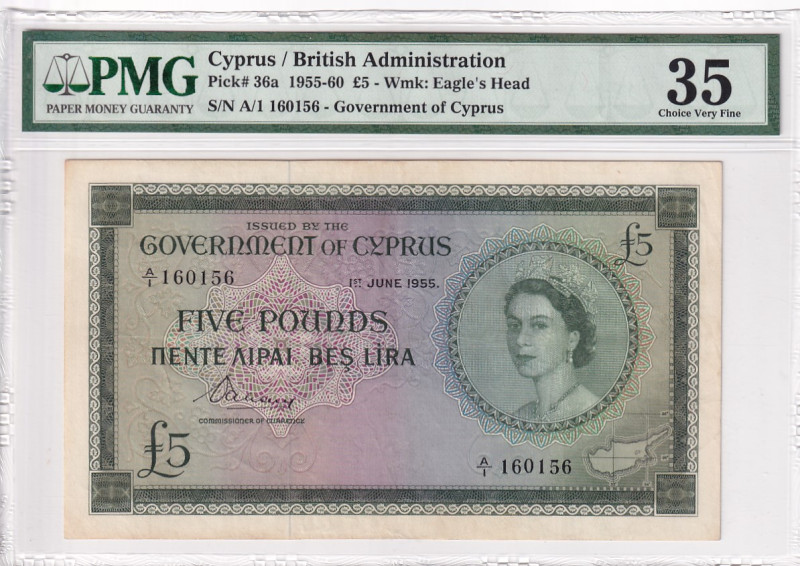 PMG
PAPER MONEY GUARANTY
Cyprus / British Administration
Pick# 36a 1955-60 £5 - Wmk: Eagle's Head
S/N A/1 160156 - Government of Cyprus
35
Choice Very Fine
ISSUED BY THE
GOVERNMENT OF CYPRUS
£5
A/1 160156
1ST JUNE 1955.
FIVE POUNDS
ΠΕΝΤΕ ΛΙΡΑΙ · BEŞ LİRA
COMMISSIONER OF CURRENCY
£5
A/1 160156